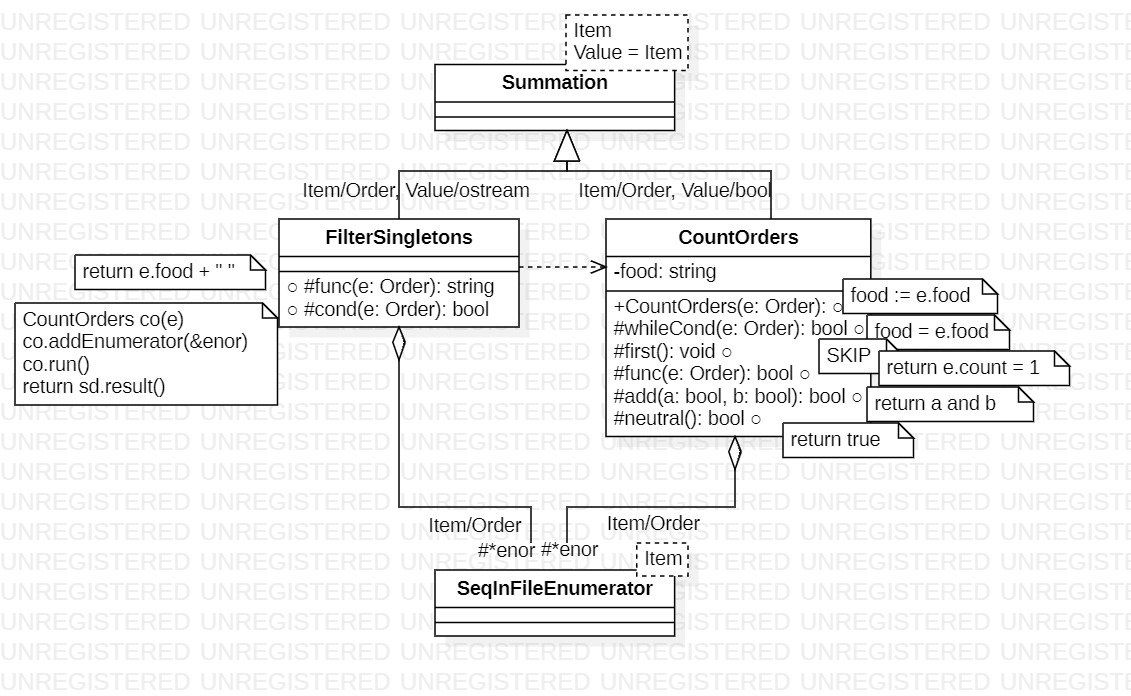 Item
Value = Item
Summation
Item/Order, Value/ostream
Item/Order, Value/bool
FilterSingletons
○ #func(e: Order): string
○ #cond(e: Order): bool
return e.food + " "
CountOrders co(e)
co.addEnumerator(&enor)
co.run()
return sd.result()
CountOrders
-food: string
+CountOrders(e: Order): ○
#whileCond(e: Order): bool ○
#first(): void ○
#func(e: Order): bool ○
#add(a: bool, b: bool): bool ○
#neutral(): bool ○
food := e.food
food = e.food
SKIP
return e.count = 1
return a and b
return true
Item/Order
#*enor
Item/Order
#*enor
Item
SeqInFileEnumerator
UNREGISTERED